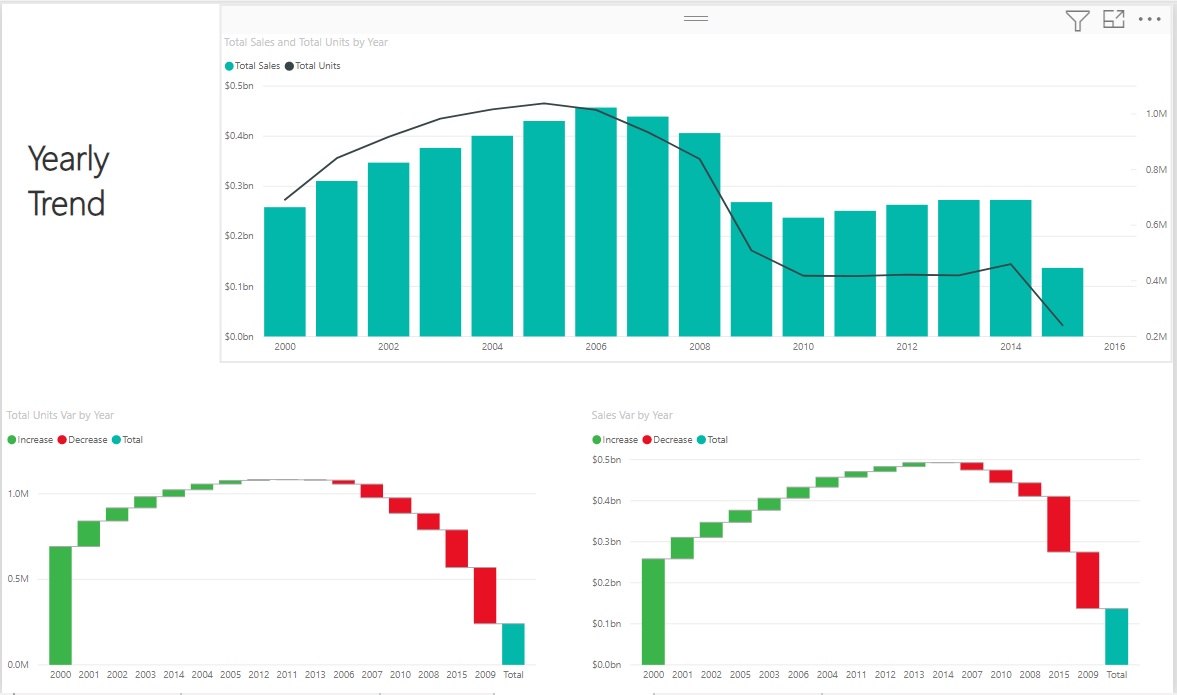 Yearly
Trend
Total Sales and Total Units by Year
Total Sales Total Units
$0.5bn
$0.4bn 1.0M
$0.3bn 0.8M
$0.2bn 0.6M
$0.1bn 0.4M
$0.0bn 0.2M
2000 2002 2004 2006 2008 2010 2012 2014 2016
Total Units Var by Year
Increase Decrease Total
1.0M
0.5M
0.0M
2000 2001 2002 2003 2014 2004 2005 2012 2011 2013 2006 2007 2010 2008 2015 2009 Total
Sales Var by Year
Increase Decrease Total
$0.5bn
$0.4bn
$0.3bn
$0.2bn
$0.1bn
$0.0bn
2000 2001 2002 2005 2003 2006 2004 2011 2012 2013 2014 2007 2010 2008 2015 2009 Total